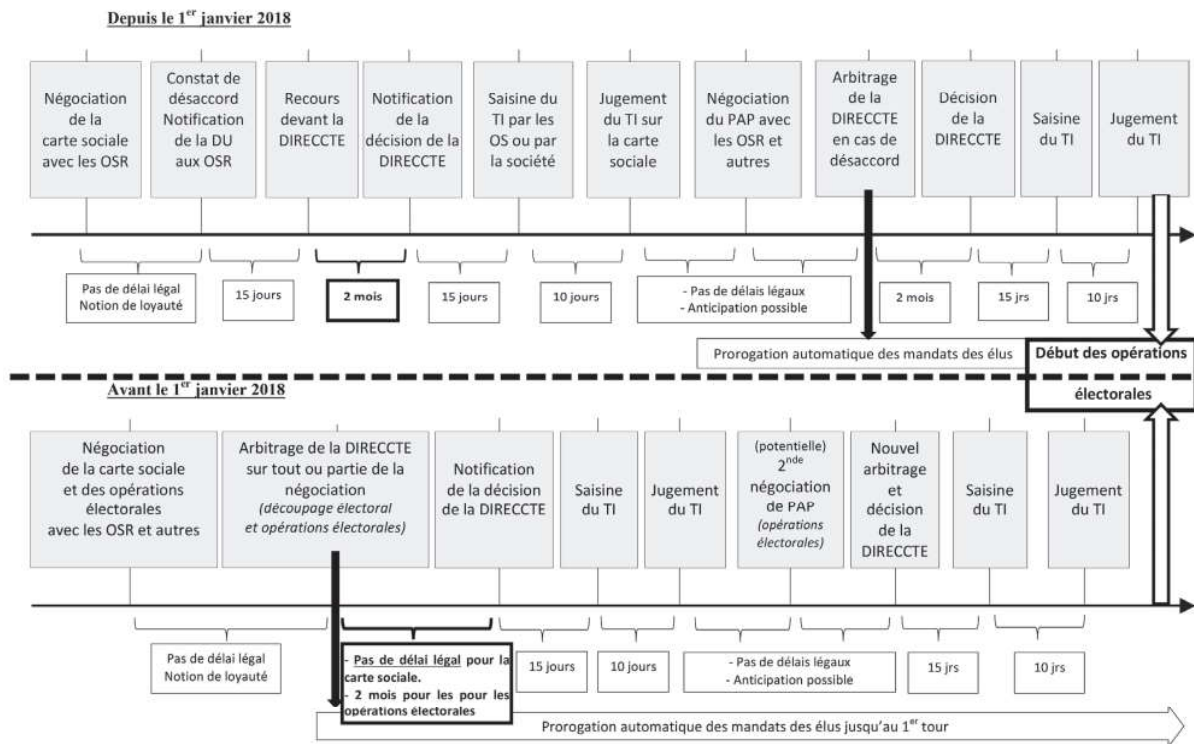 Depuis le 1er janvier 2018
Négociation
de la
carte sociale
avec les OSR
Constat de
désaccord
Notification
de la DU
aux OSR
Recours
devant la
DIRECCTE
Notification
de la
décision de la
DIRECCTE
Saisine du
TI par les
OS ou par
la société
Jugement
du TI sur
la carte
sociale
Négociation
du PAP avec
les OSR et
autres
Arbitrage
de la
DIRECCTE
en cas de
désaccord
Décision
de la
DIRECCTE
Saisine
du TI
Jugement
du TI
Pas de délai légal
Notion de loyauté
15 jours
2 mois
15 jours
10 jours
- Pas de délais légaux
- Anticipation possible
2 mois
15 jrs
10 jrs
Prorogation automatique des mandats des élus
Début des opérations
électorales
Avant le 1er janvier 2018
Négociation
de la carte sociale
et des opérations
électorales
avec les OSR et autres
Arbitrage de la DIRECCTE
sur tout ou partie de la
négociation
(découpage électoral
et opérations électorales)
Notification
de la décision
de la DIRECCTE
Saisine
du TI
Jugement
du TI
(potentielle)
2nde
négociation
de PAP
(opérations
électorales)
Nouvel
arbitrage
et
décision
de la
DIRECCTE
Saisine
du TI
Jugement
du TI
Pas de délai légal
Notion de loyauté
- Pas de délai légal pour la
carte sociale.
- 2 mois pour les pour les
opérations électorales
15 jours
10 jours
- Pas de délais légaux
- Anticipation possible
15 jrs
10 jrs
Prorogation automatique des mandats des élus jusqu'au 1er tour